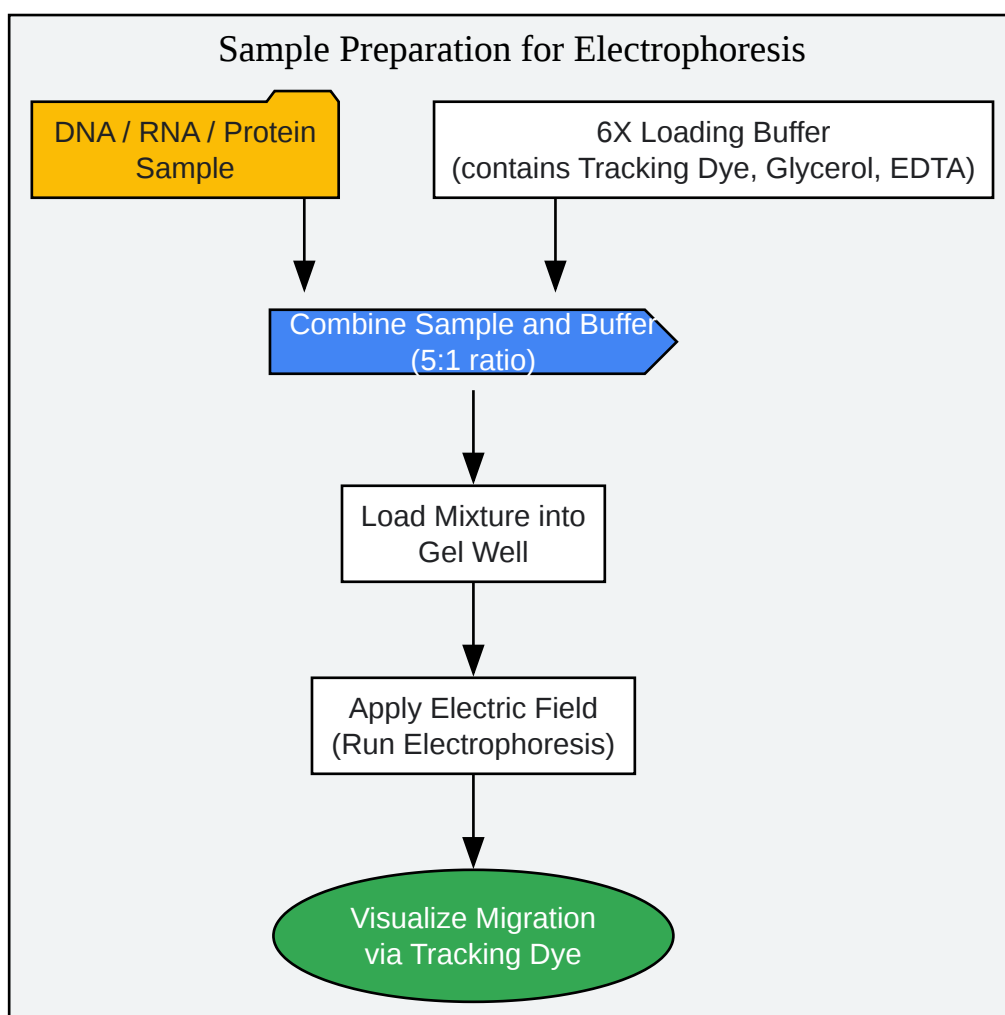 Sample Preparation for Electrophoresis
DNA / RNA / Protein
Sample
6X Loading Buffer
(contains Tracking Dye, Glycerol, EDTA)
Combine Sample and Buffer
(5:1 ratio)
Load Mixture into
Gel Well
Apply Electric Field
(Run Electrophoresis)
Visualize Migration
via Tracking Dye